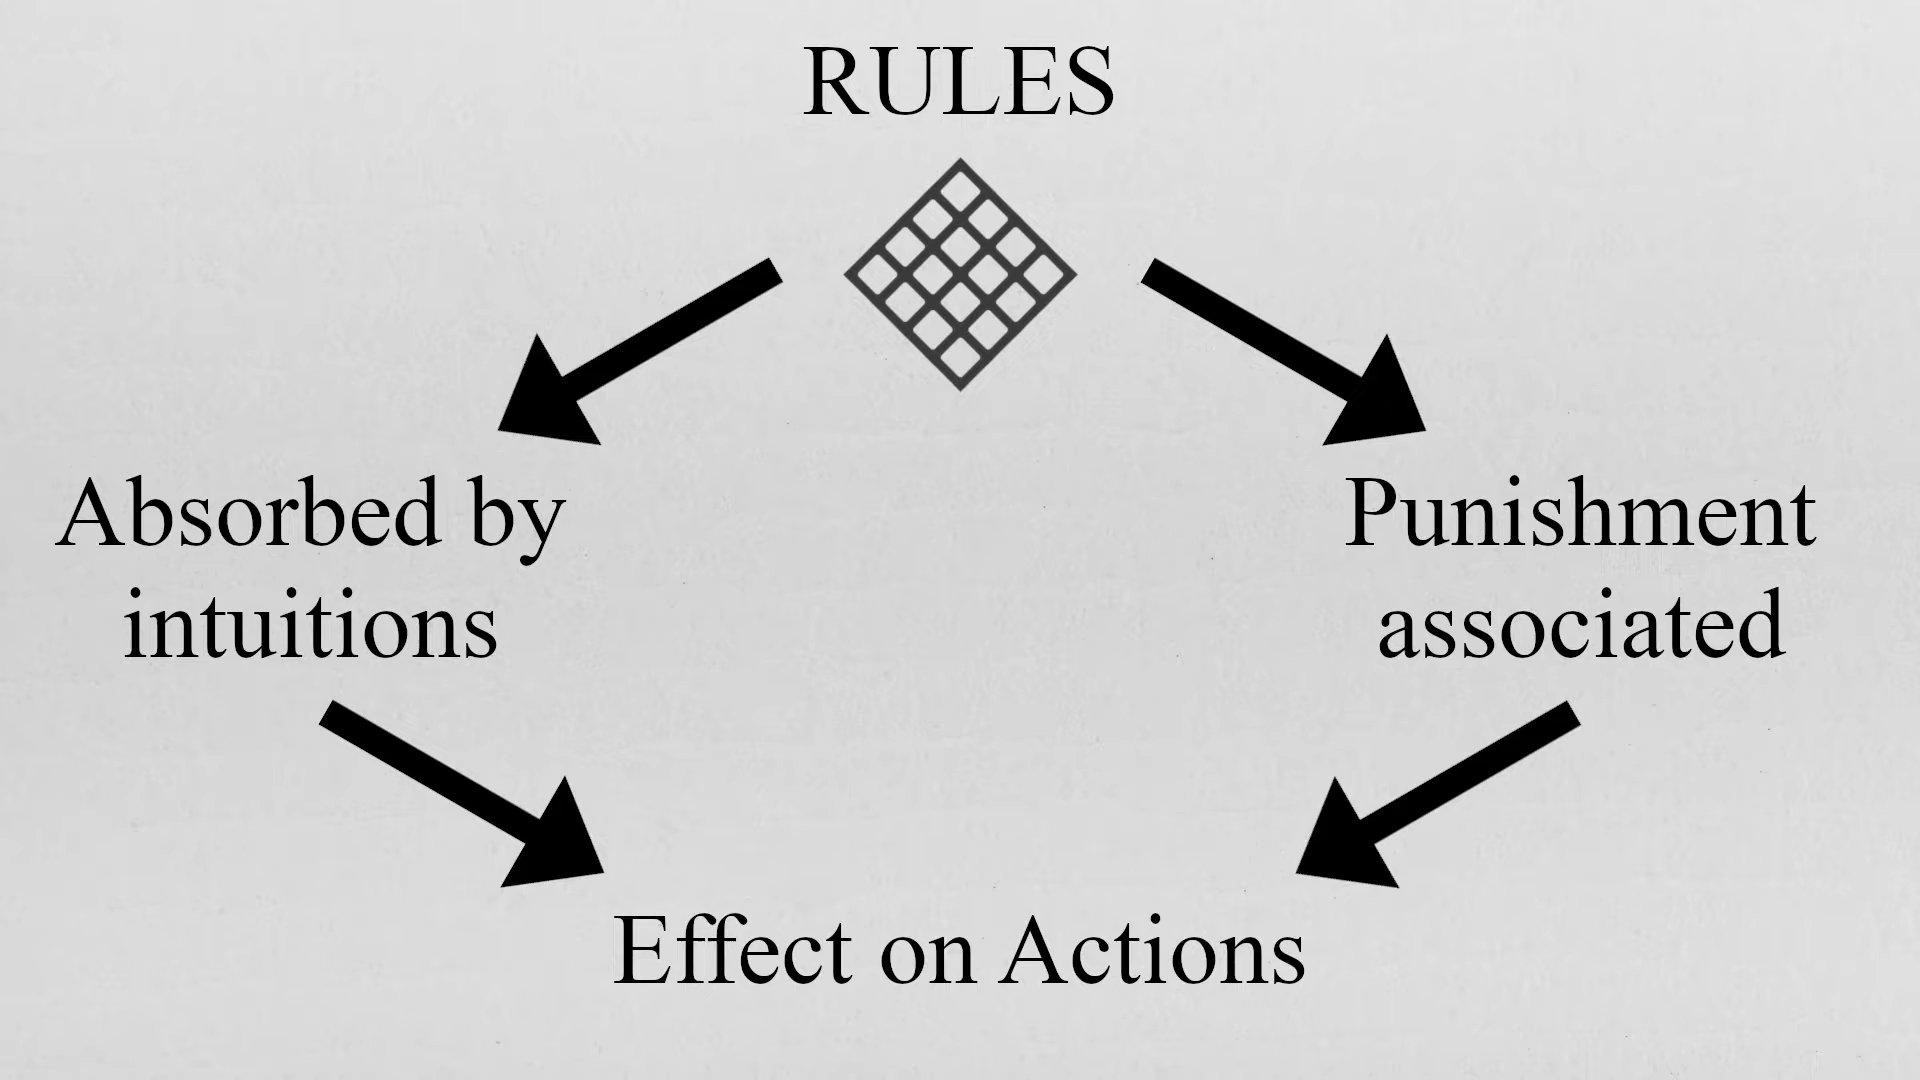 RULES
Absorbed by
intuitions
Punishment
associated
Effect on Actions